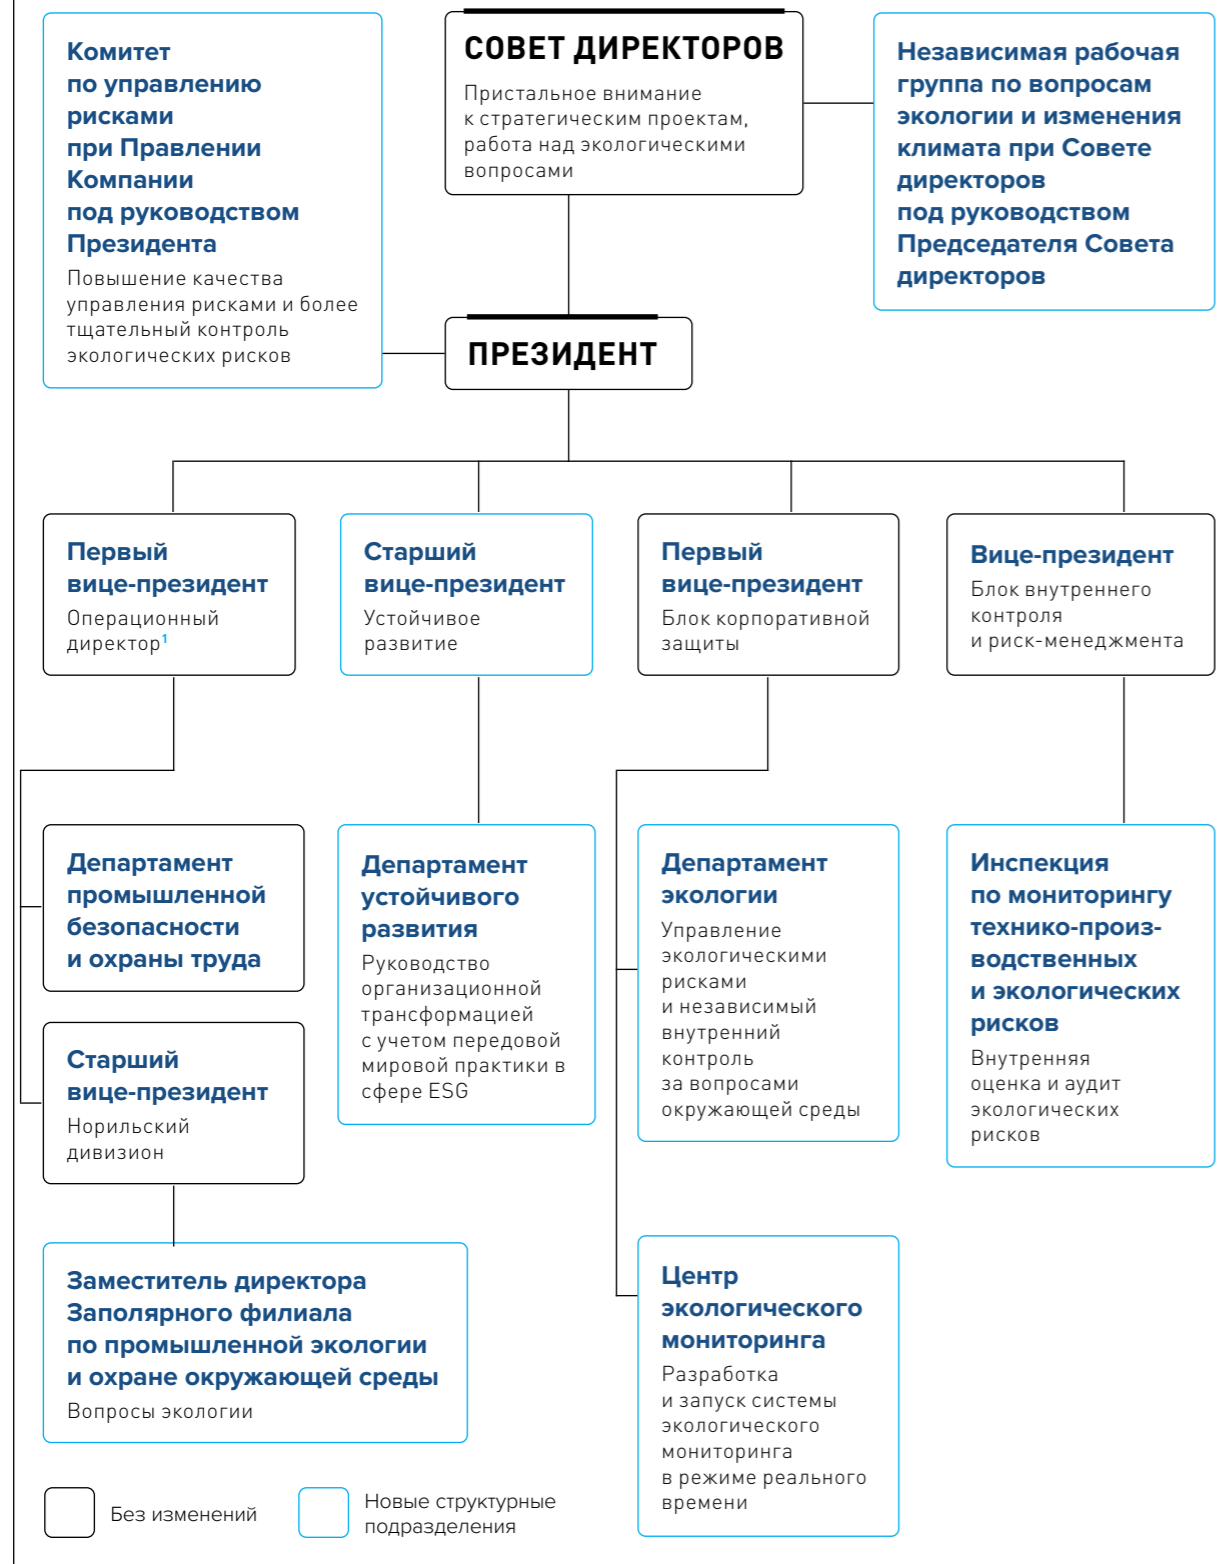 Комитет
по управлению
рисками
при Правлении
Компании
под руководством
Президента
Повышение качества
управления рисками и более
тщательный контроль
экологических рисков
СОВЕТ ДИРЕКТОРОВ
Пристальное внимание
к стратегическим проектам,
работа над экологическими
вопросами
Независимая рабочая
группа по вопросам
экологии и изменения
климата при Совете
директоров
под руководством
Председателя Совета
директоров
ПРЕЗИДЕНТ
Первый
вице-президент
Операционный
директор¹
Старший
вице-президент
Устойчивое
развитие
Первый
вице-президент
Блок корпоративной
защиты
Вице-президент
Блок внутреннего
контроля
и риск-менеджмента
Департамент
промышленной
безопасности
и охраны труда
Старший
вице-президент
Норильский
дивизион
Заместитель директора
Заполярного филиала
по промышленной экологии
и охране окружающей среды
Вопросы экологии
Департамент
устойчивого
развития
Руководство
организационной
трансформацией
с учетом передовой
мировой практики в
сфере ESG
Департамент
экологии
Управление
экологическими
рисками
и независимый
внутренний
контроль
за вопросами
окружающей среды
Центр
экологического
мониторинга
Разработка
и запуск системы
экологического
мониторинга
в режиме реального
времени
Инспекция
по мониторингу
технико-произ-
водственных
и экологических
рисков
Внутренняя
оценка и аудит
экологических
рисков
Без изменений
Новые структурные
подразделения